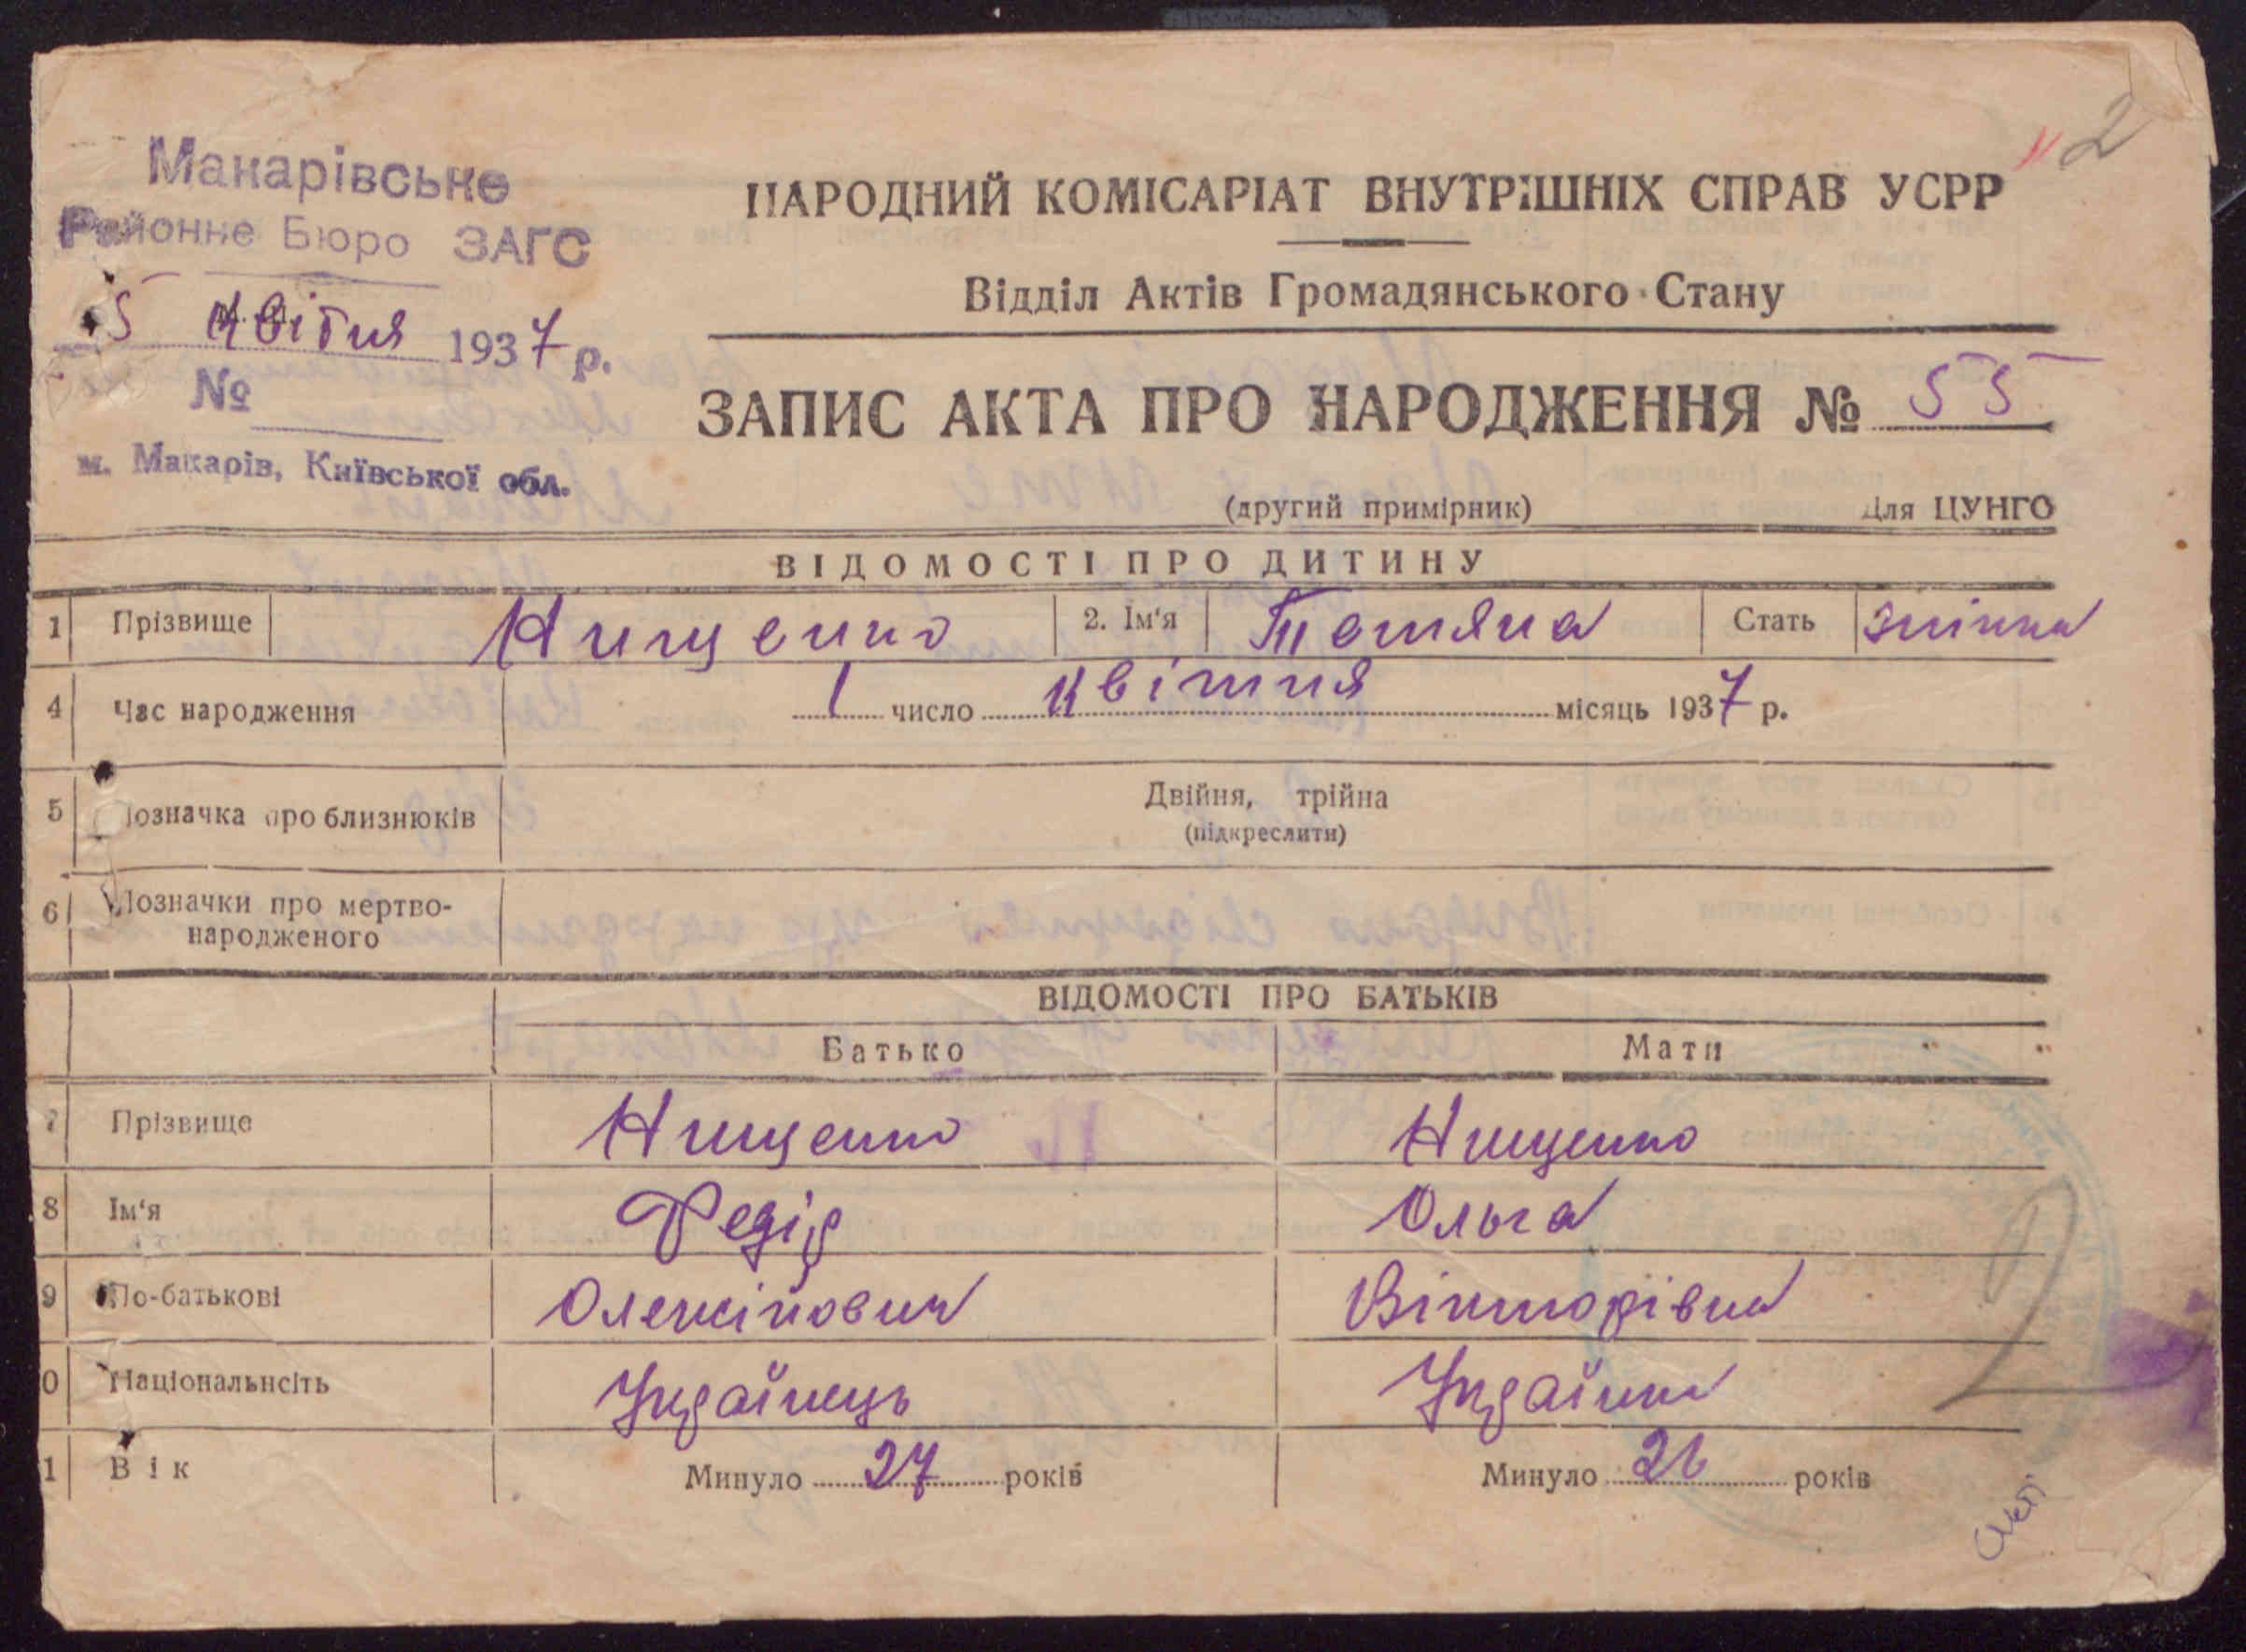 Макарівське
Районне Бюро ЗАГС
5 квітня 1937 р.
№
м. Макарів, Київської обл.
2
НАРОДНИЙ КОМІСАРІАТ ВНУТРІШНІХ СПРАВ УСРР
Відділ Актів Громадянського Стану
ЗАПИС АКТА ПРО НАРОДЖЕННЯ № 55
(другий примірник) Для ЦУНГО
ВІДОМОСТІ ПРО ДИТИНУ
1 Прізвище Нищенко 2. Ім'я Тетяна Стать жінка
4 Час народження 1 число квітня місяць 1937 р.
5 Позначка про близнюків Двійня, трійна
(підкреслити)
6 Позначки про мертво-
народженого
ВІДОМОСТІ ПРО БАТЬКІВ
Батько Мати
7 Прізвище Нищенко Нищенко
8 Ім'я Федір Ольга
9 По-батькові Олексійович Вікторівна
0 Національнсіть Українець Українка
1 Вік Минуло 27 років Минуло 26 років